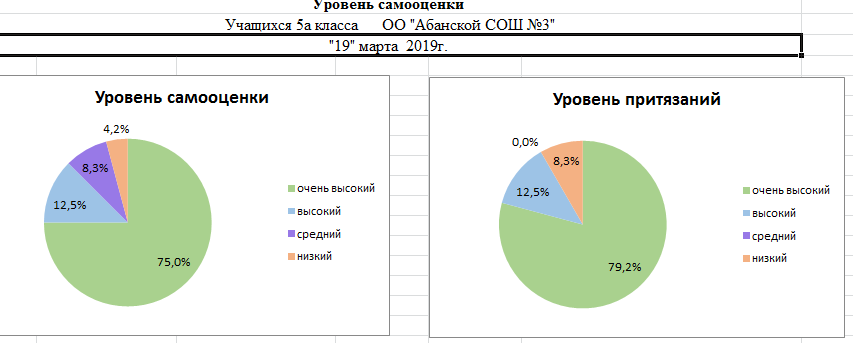 Уровень самооценки
Учащихся 5а класса ОО "Абанской СОШ №3"
"19" марта 2019г.
Уровень самооценки
4,2%
8,3%
12,5%
75,0%
очень высокий
высокий
средний
низкий
Уровень притязаний
0,0%
8,3%
12,5%
79,2%
очень высокий
высокий
средний
низкий